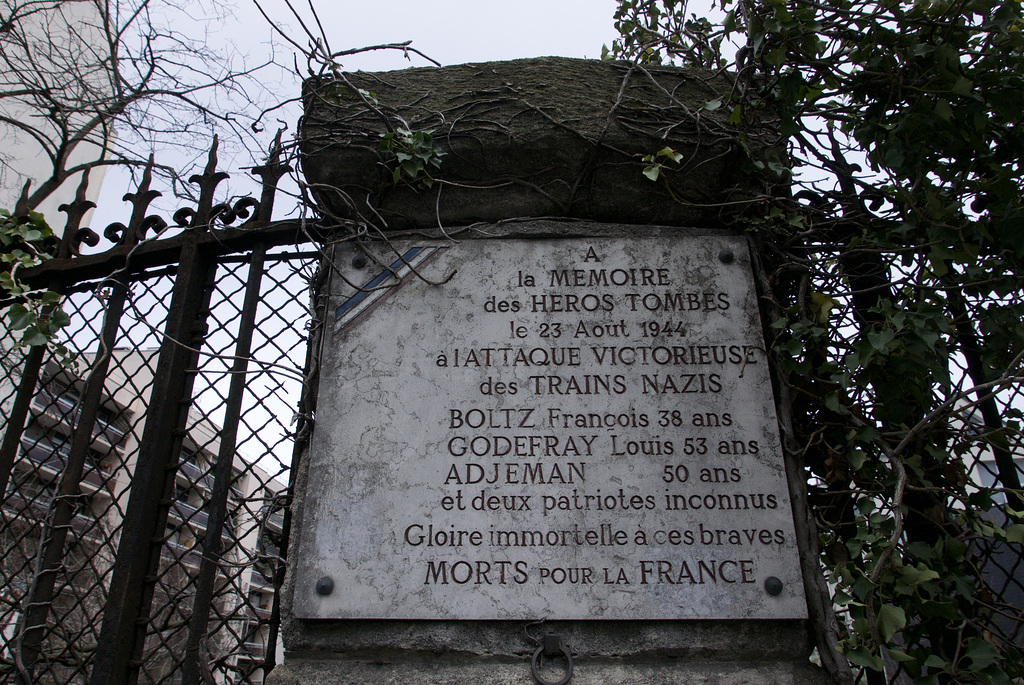 A
la MEMOIRE
des HEROS TOMBES
le 23 Aout 1944
à l'ATTAQUE VICTORIEUSE
des TRAINS NAZIS
BOLTZ François 38 ans
GODEFRAY Louis 53 ans
ADJEMAN 50 ans
et deux patriotes inconnus
Gloire immortelle à ces braves
MORTS POUR LA FRANCE